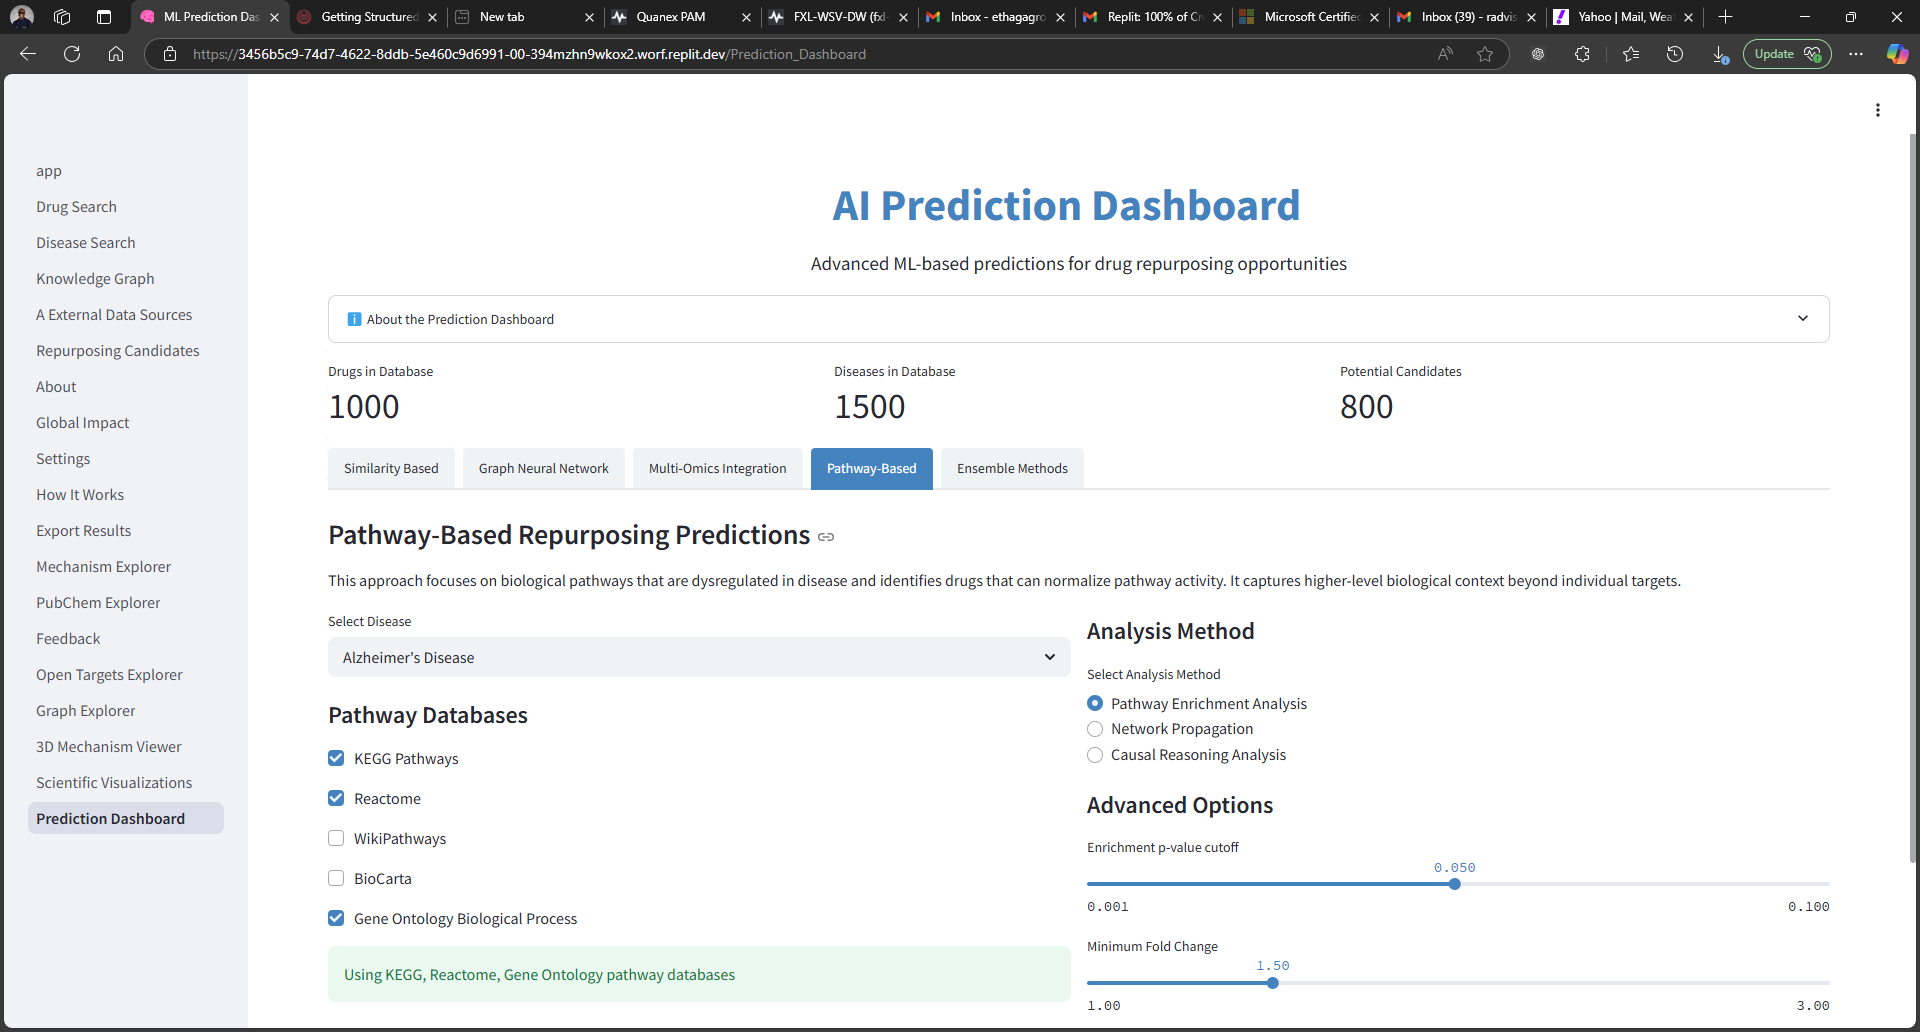 ML Prediction Das
Getting Structured
New tab
Quanex PAM
FXL-WSV-DW (fxl-
Inbox - ethagagro
Replit: 100% of Cr
Microsoft Certified
Inbox (39) - radvis
Yahoo | Mail, Wea
https://3456b5c9-74d7-4622-8ddb-5e460c9d6991-00-394mzhn9wkox2.worf.replit.dev/Prediction_Dashboard
Update
app
Drug Search
Disease Search
Knowledge Graph
A External Data Sources
Repurposing Candidates
About
Global Impact
Settings
How It Works
Export Results
Mechanism Explorer
PubChem Explorer
Feedback
Open Targets Explorer
Graph Explorer
3D Mechanism Viewer
Scientific Visualizations
Prediction Dashboard
AI Prediction Dashboard
Advanced ML-based predictions for drug repurposing opportunities
About the Prediction Dashboard
Drugs in Database
1000
Diseases in Database
1500
Potential Candidates
800
Similarity Based
Graph Neural Network
Multi-Omics Integration
Pathway-Based
Ensemble Methods
Pathway-Based Repurposing Predictions
This approach focuses on biological pathways that are dysregulated in disease and identifies drugs that can normalize pathway activity. It captures higher-level biological context beyond individual targets.
Select Disease
Alzheimer's Disease
Pathway Databases
KEGG Pathways
Reactome
WikiPathways
BioCarta
Gene Ontology Biological Process
Using KEGG, Reactome, Gene Ontology pathway databases
Analysis Method
Select Analysis Method
Pathway Enrichment Analysis
Network Propagation
Causal Reasoning Analysis
Advanced Options
Enrichment p-value cutoff
0.050
0.001
0.100
Minimum Fold Change
1.50
1.00
3.00